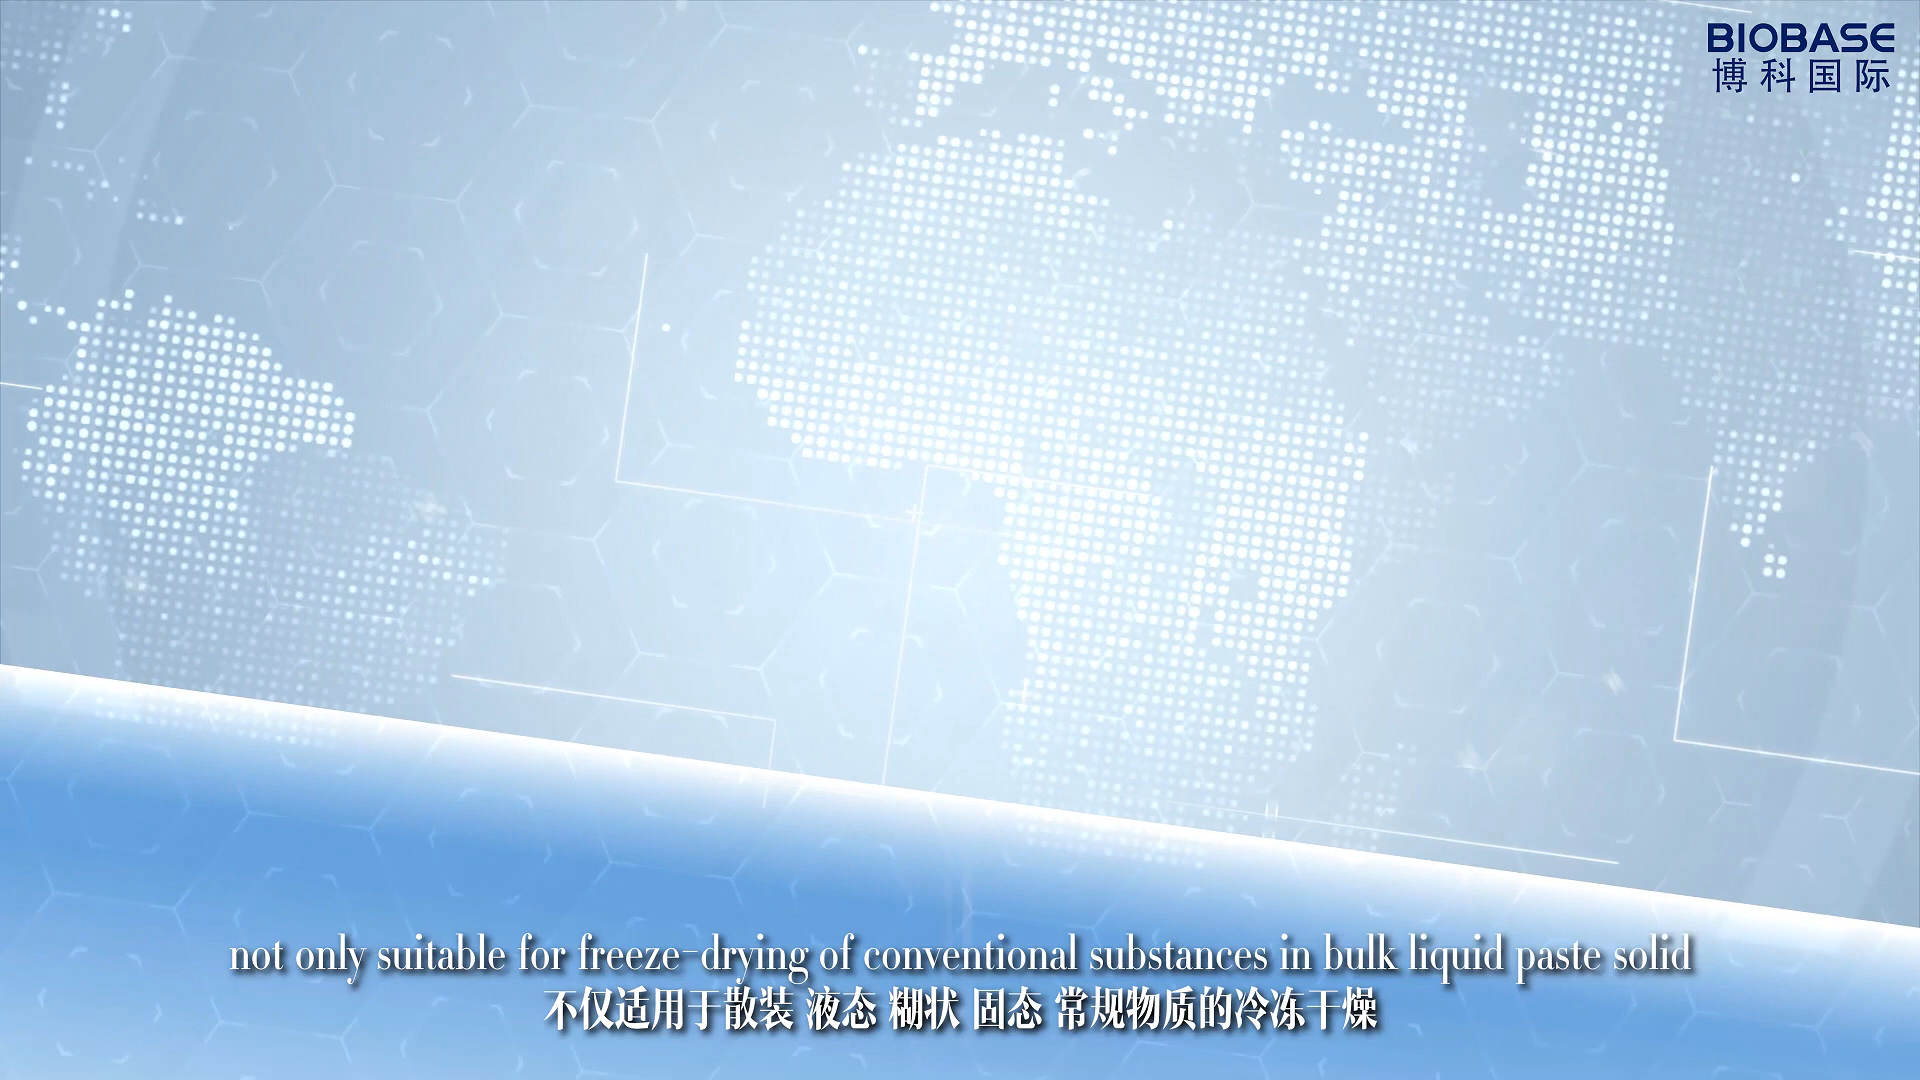 BIOBASE
博科国际
not only suitable for freeze-drying of conventional substances in bulk liquid paste solid
不仅适用于散装 液态 糊状 固态 常规物质的冷冻干燥